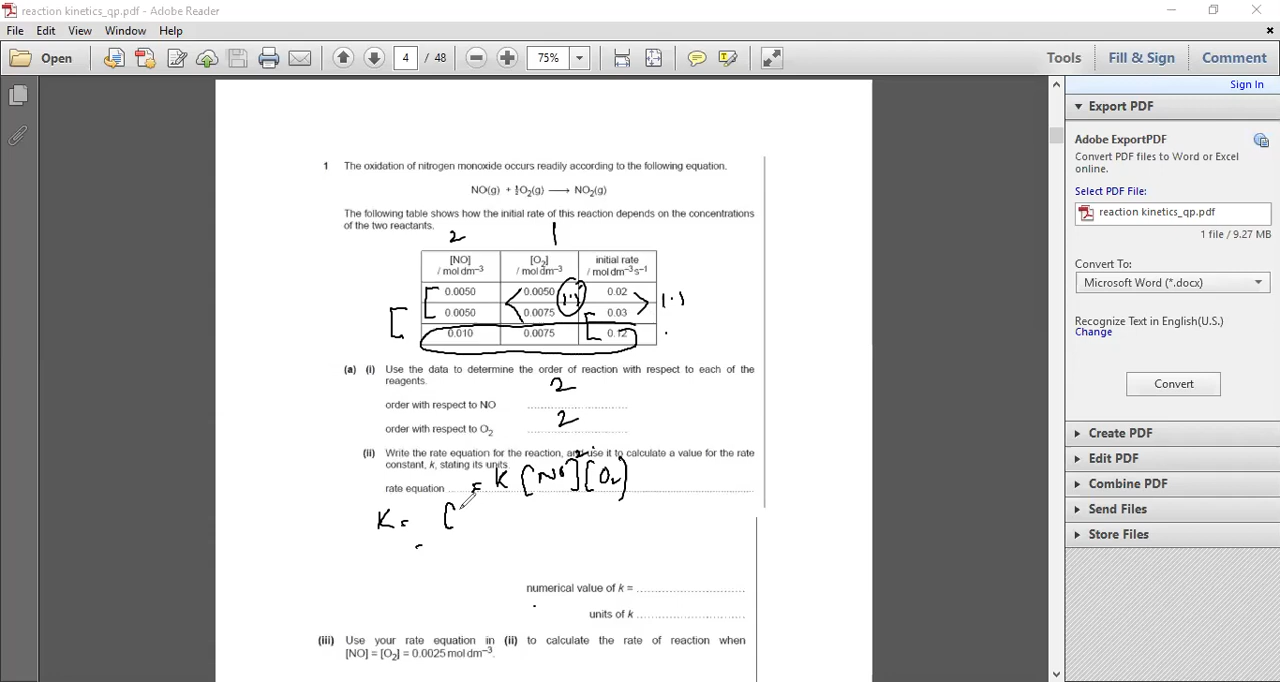 reaction kinetics_qp.pdf - Adobe Reader
File Edit View Window Help
Open 4 / 48 75% Tools Fill & Sign Comment
Sign In
Export PDF
Adobe ExportPDF
Convert PDF files to Word or Excel
online.
Select PDF File:
reaction kinetics_qp.pdf
1 file / 9.27 MB
Convert To:
Microsoft Word (*.docx)
Recognize Text in English(U.S.)
Change
Convert
Create PDF
Edit PDF
Combine PDF
Send Files
Store Files
1 The oxidation of nitrogen monoxide occurs readily according to the following equation.
NO(g) + ½O₂(g) ⟶ NO₂(g)
The following table shows how the initial rate of this reaction depends on the concentrations
of the two reactants.
2 1
[NO] [O₂] initial rate
/ mol dm⁻³ / mol dm⁻³ / mol dm⁻³ s⁻¹
0.0050 0.0050 0.02
0.0050 0.0075 0.03
0.010 0.0075 0.12
(a) (i) Use the data to determine the order of reaction with respect to each of the
reagents.
order with respect to NO 2
order with respect to O₂ 2
(ii) Write the rate equation for the reaction, and use it to calculate a value for the rate
constant, k, stating its units.
rate equation = K [NO]² [O₂]
K = [
=
numerical value of k =
units of k
(iii) Use your rate equation in (ii) to calculate the rate of reaction when
[NO] = [O₂] = 0.0025 mol dm⁻³.